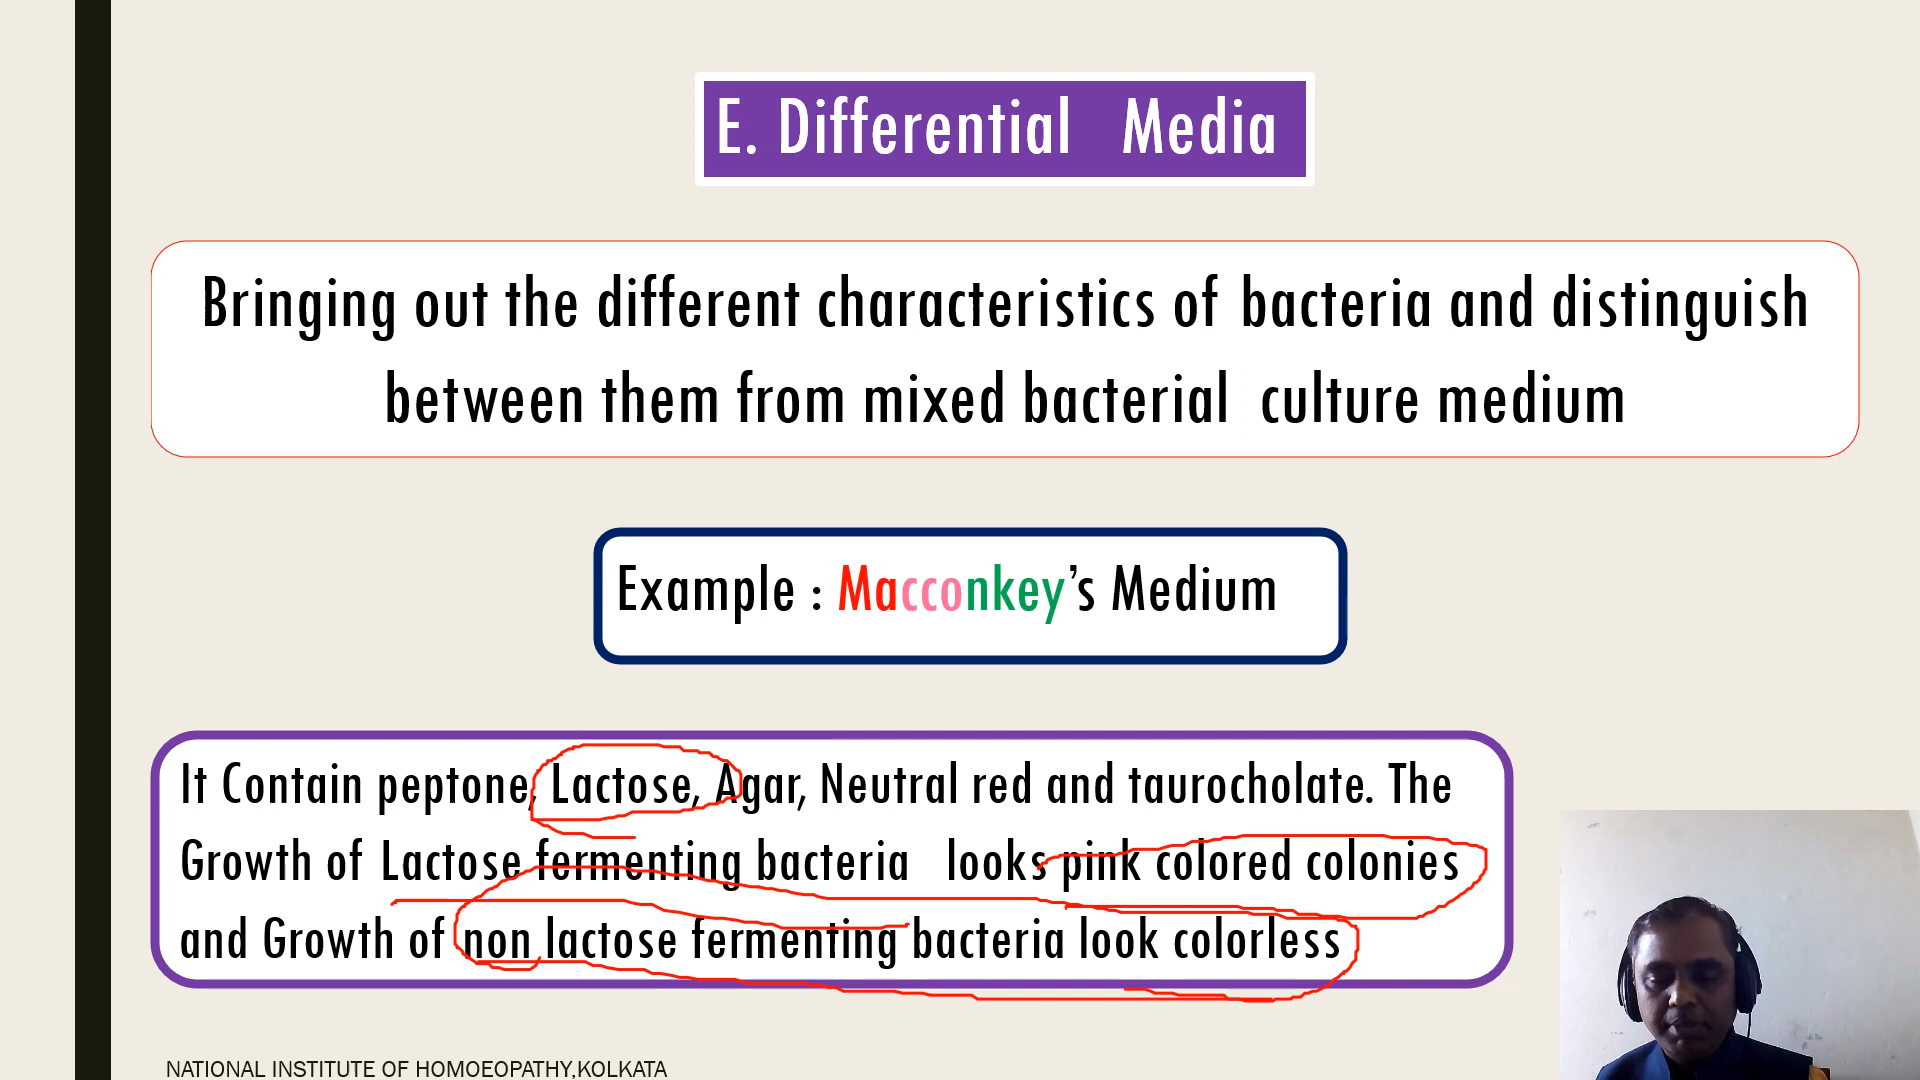 E. Differential Media
Bringing out the different characteristics of bacteria and distinguish
between them from mixed bacterial culture medium
Example : Macconkey’s Medium
It Contain peptone, Lactose, Agar, Neutral red and taurocholate. The
Growth of Lactose fermenting bacteria looks pink colored colonies
and Growth of non lactose fermenting bacteria look colorless
NATIONAL INSTITUTE OF HOMOEOPATHY,KOLKATA